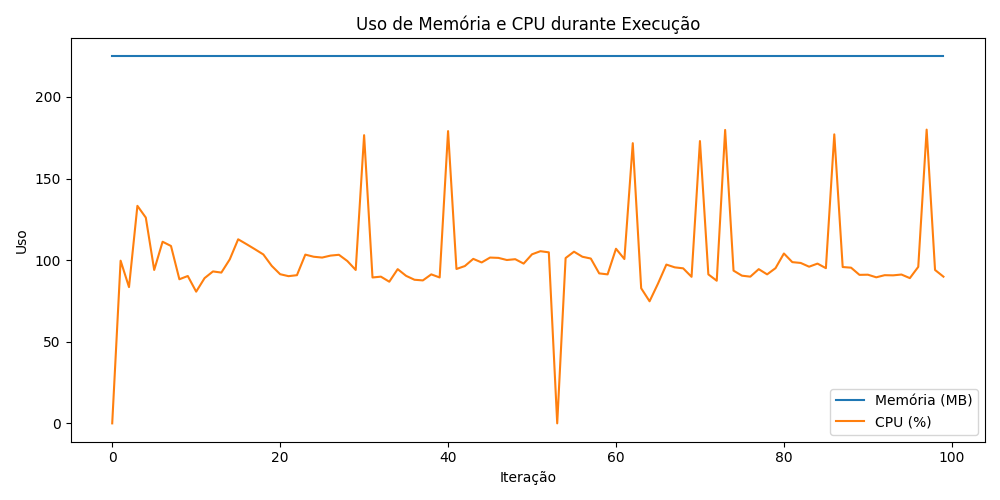 Uso de Memória e CPU durante Execução
Uso
200
150
100
50
0
0 20 40 60 80 100
Iteração
Memória (MB)
CPU (%)